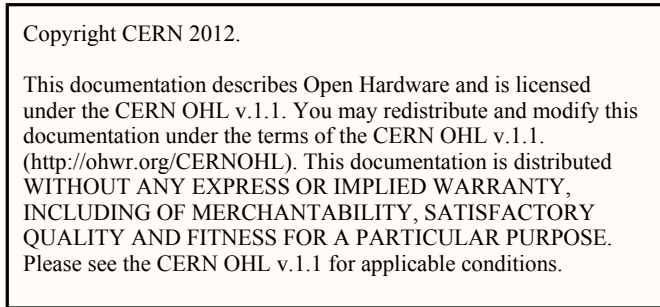 Copyright CERN 2012.
This documentation describes Open Hardware and is licensed
under the CERN OHL v.1.1. You may redistribute and modify this
documentation under the terms of the CERN OHL v.1.1.
(http://ohwr.org/CERNOHL). This documentation is distributed
WITHOUT ANY EXPRESS OR IMPLIED WARRANTY,
INCLUDING OF MERCHANTABILITY, SATISFACTORY
QUALITY AND FITNESS FOR A PARTICULAR PURPOSE.
Please see the CERN OHL v.1.1 for applicable conditions.